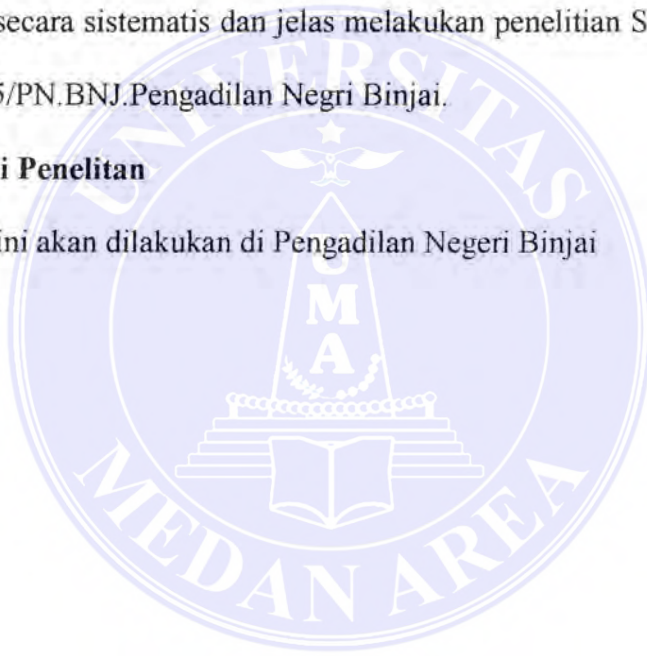 secara sistematis dan jelas melakukan penelitian S
5/PN.BNJ.Pengadilan Negri Binjai.
i Penelitan
ini akan dilakukan di Pengadilan Negeri Binjai
UNIVERSITAS
U
M
A
MEDAN AREA